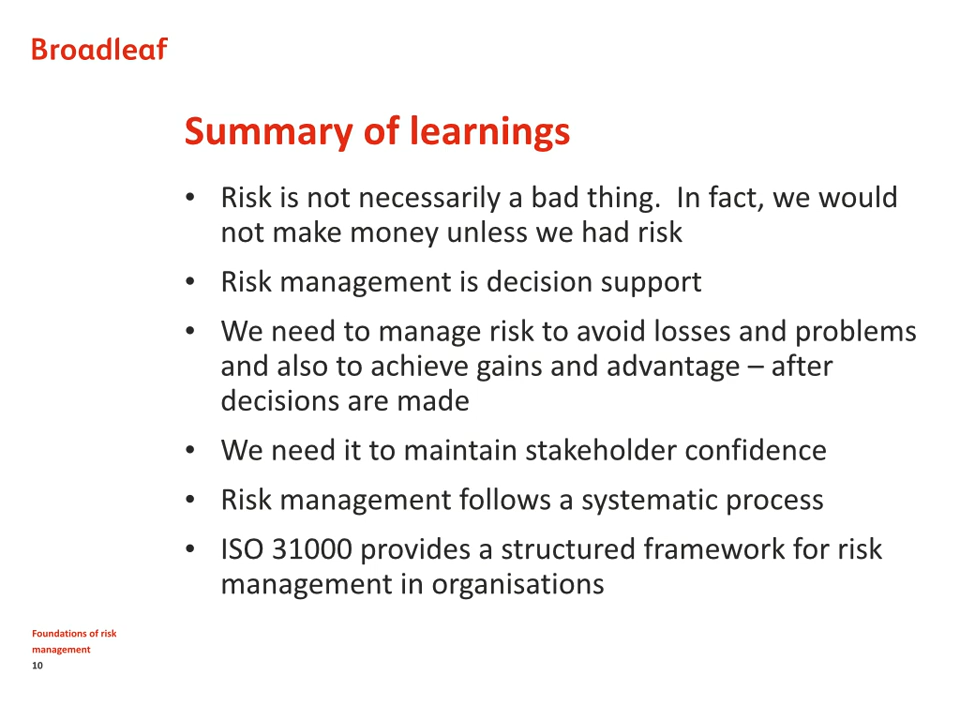 Broadleaf
Summary of learnings
• Risk is not necessarily a bad thing.  In fact, we would
not make money unless we had risk
• Risk management is decision support
• We need to manage risk to avoid losses and problems
and also to achieve gains and advantage – after
decisions are made
• We need it to maintain stakeholder confidence
• Risk management follows a systematic process
• ISO 31000 provides a structured framework for risk
management in organisations
Foundations of risk
management
10